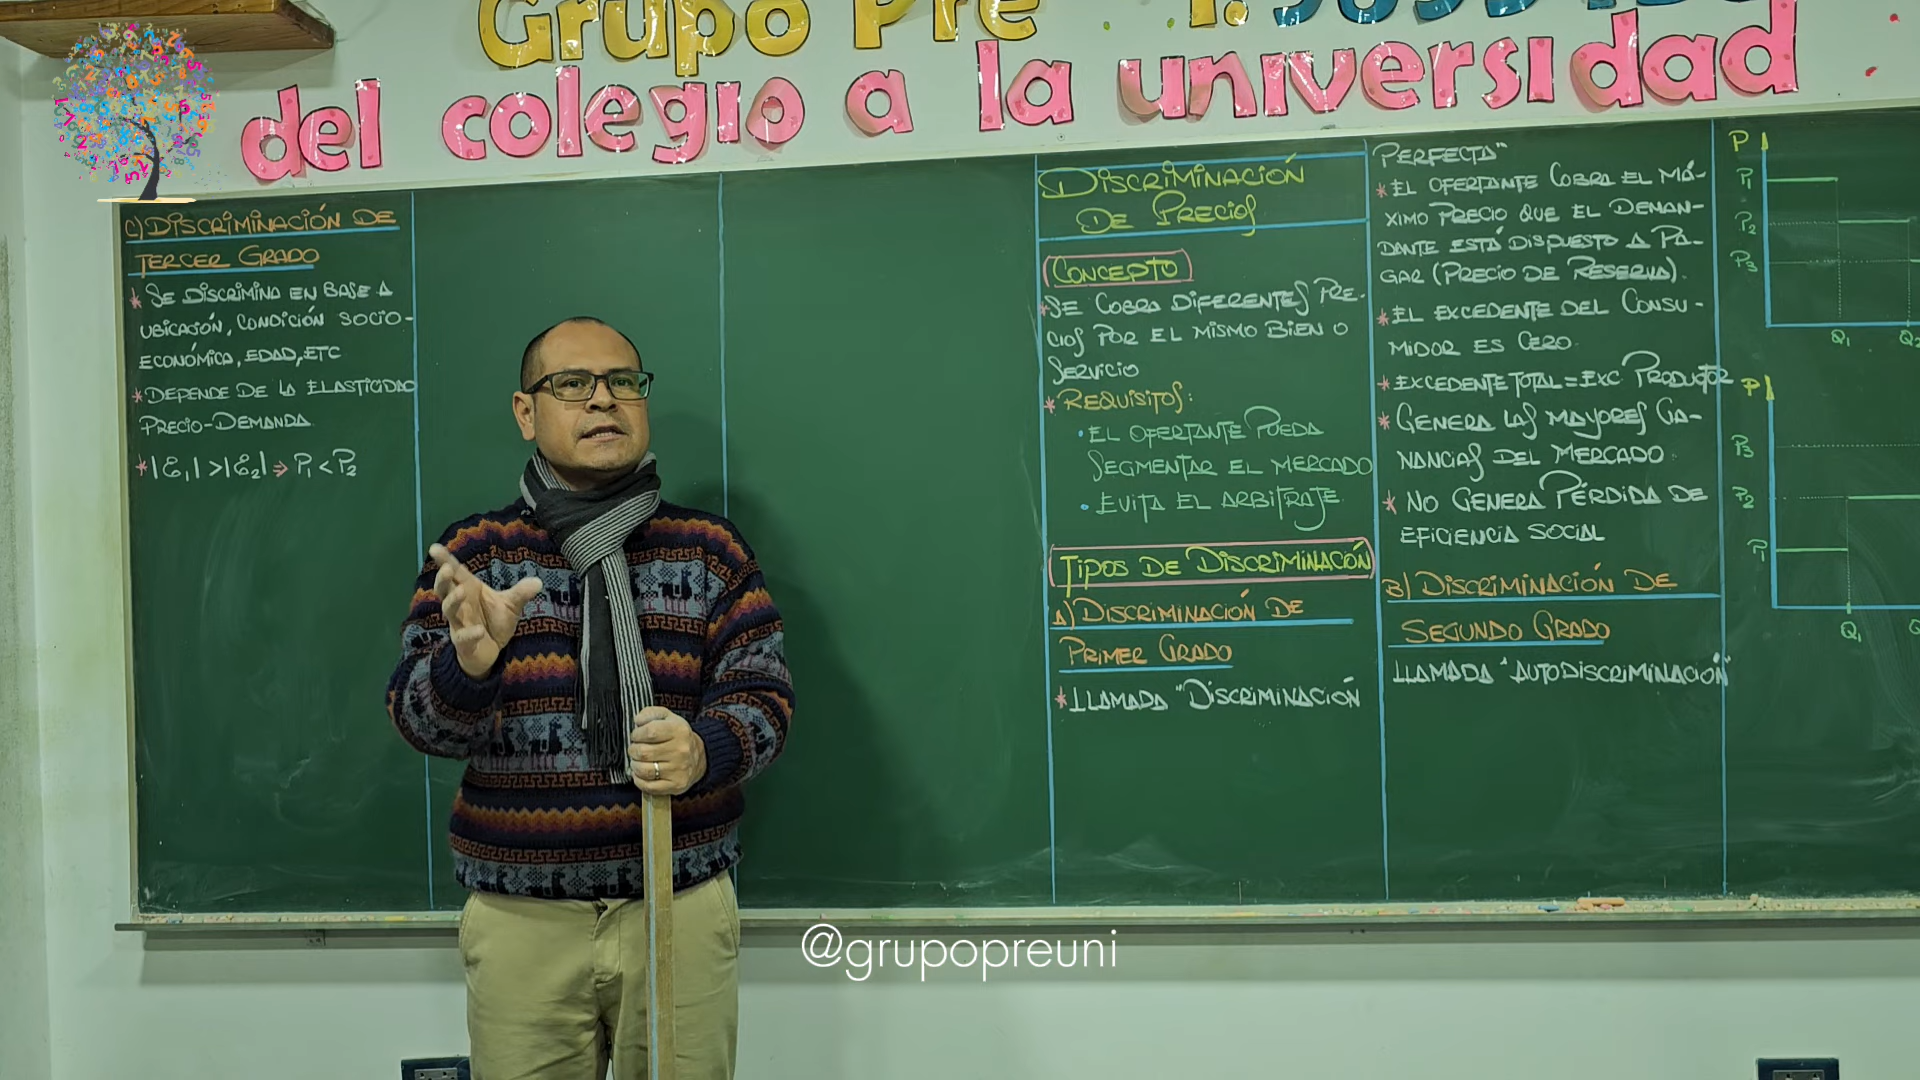 Grupo Pre
del colegio a la universidad
C) DISCRIMINACIÓN DE
TERCER GRADO
* SE DISCRIMINA EN BASE A
UBICACIÓN, CONDICIÓN SOCIO-
ECONÓMICA, EDAD, ETC
* DEPENDE DE LA ELASTICIDAD
PRECIO-DEMANDA
* |Ɛ₁| > |Ɛ₂| ⇒ P₁ < P₂
DISCRIMINACIÓN
DE PRECIOS
CONCEPTO
* SE COBRA DIFERENTES PRE-
CIOS POR EL MISMO BIEN O
SERVICIO
* REQUISITOS:
• EL OFERTANTE PUEDA
SEGMENTAR EL MERCADO
• EVITA EL ARBITRAJE
TIPOS DE DISCRIMINACIÓN
A) DISCRIMINACIÓN DE
PRIMER GRADO
* LLAMADA "DISCRIMINACIÓN
PERFECTA"
* EL OFERTANTE COBRA EL MÁ-
XIMO PRECIO QUE EL DEMAN-
DANTE ESTÁ DISPUESTO A PA-
GAR (PRECIO DE RESERVA).
* EL EXCEDENTE DEL CONSU-
MIDOR ES CERO.
* EXCEDENTE TOTAL = EXC PRODUCTOR
* GENERA LAS MAYORES GA-
NANCIAS DEL MERCADO.
* NO GENERA PÉRDIDA DE
EFICIENCIA SOCIAL
B) DISCRIMINACIÓN DE
SEGUNDO GRADO
LLAMADA "AUTODISCRIMINACIÓN"
P
P₁
P₂
P₃
Q₁ Q₂
P
P₃
P₂
P₁
Q₁
@grupopreuni